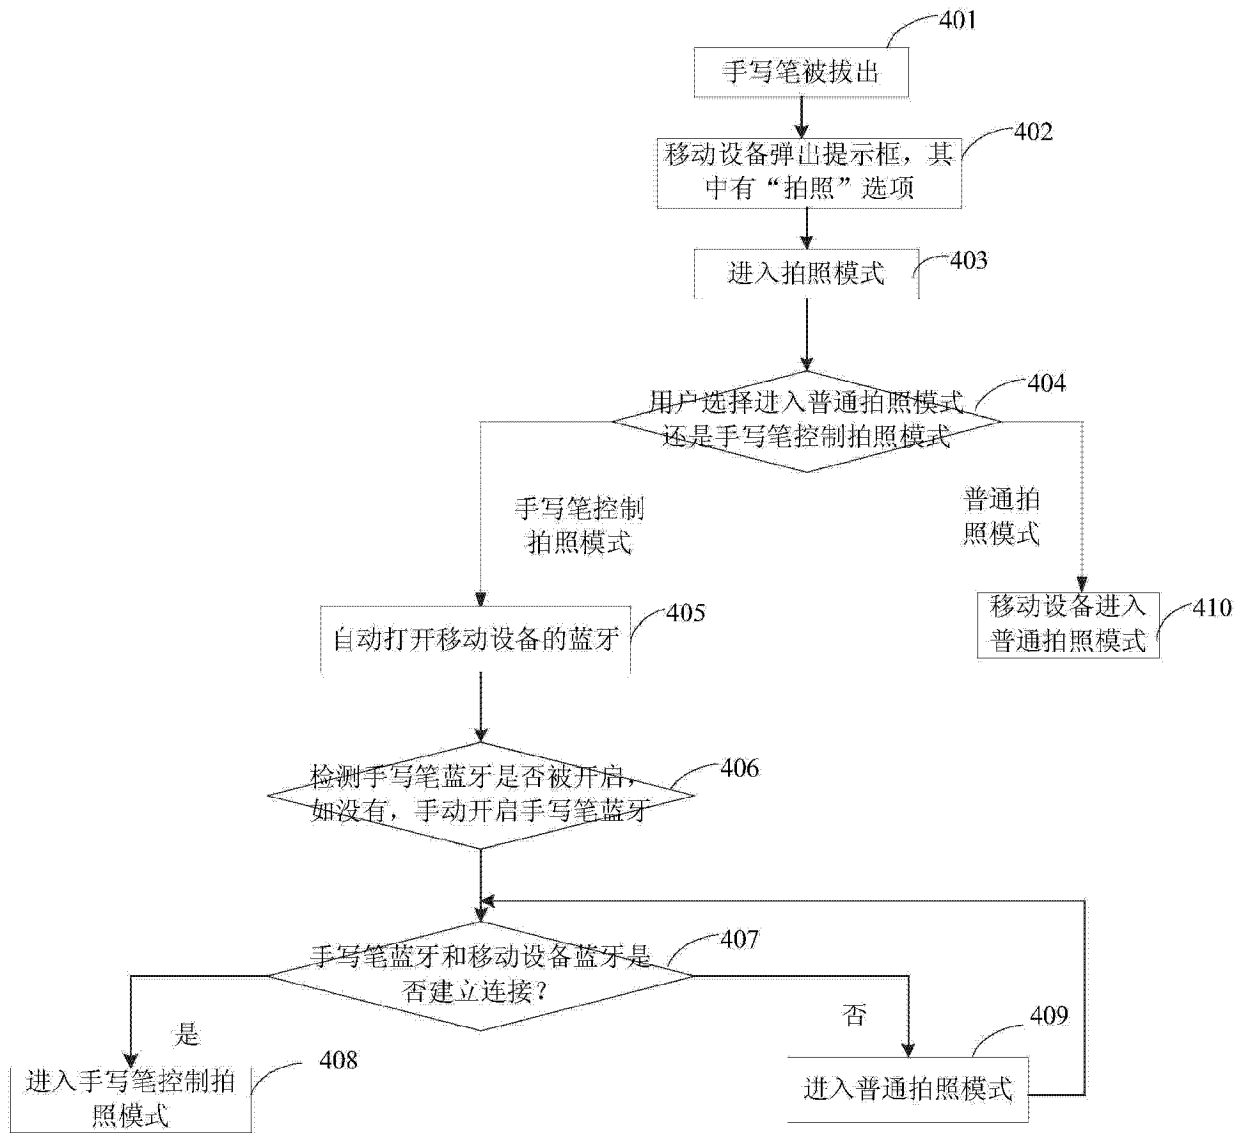 401
手写笔被拔出
402
移动设备弹出提示框，其
中有“拍照”选项
403
进入拍照模式
404
用户选择进入普通拍照模式
还是手写笔控制拍照模式
手写笔控制
拍照模式
普通拍
照模式
405
自动打开移动设备的蓝牙
410
移动设备进入
普通拍照模式
406
检测手写笔蓝牙是否被开启，
如没有，手动开启手写笔蓝牙
407
手写笔蓝牙和移动设备蓝牙是
否建立连接？
是
否
408
进入手写笔控制拍
照模式
409
进入普通拍照模式